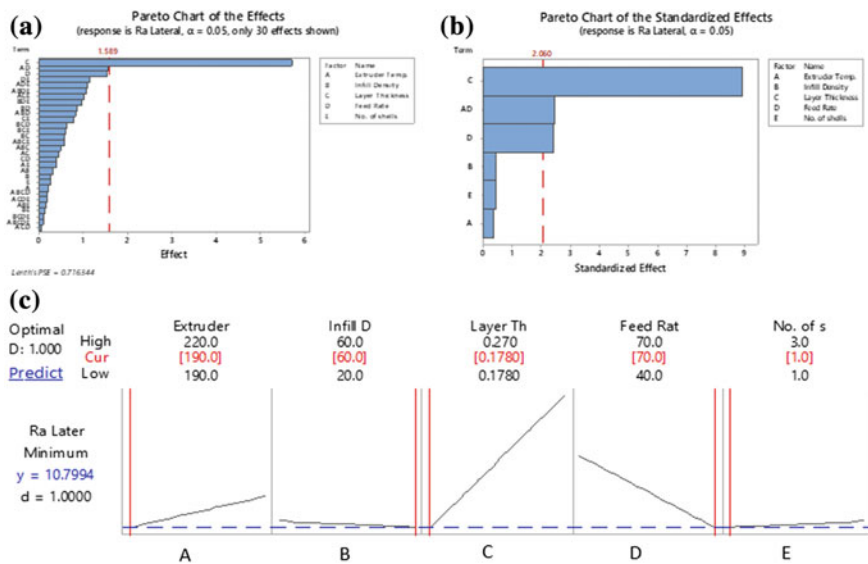 (a)
Pareto Chart of the Effects
(response is Ra Lateral, α = 0.05, only 30 effects shown)
Term
1.589
C
AD
D
Factor Name
A Extruder Temp.
B Infill Density
C Layer Thickness
D Feed Rate
E No. of shells
0 1 2 3 4 5 6
Effect
Lenth's PSE = 0.716344
(b)
Pareto Chart of the Standardized Effects
(response is Ra Lateral, α = 0.05)
Term
2.060
C
AD
D
B
E
A
Factor Name
A Extruder Temp.
B Infill Density
C Layer Thickness
D Feed Rate
E No. of shells
0 1 2 3 4 5 6 7 8 9
Standardized Effect
(c)
Optimal
D: 1.000
Predict
High
Cur
Low
Extruder
220.0
[190.0]
190.0
Infill D
60.0
[60.0]
20.0
Layer Th
0.270
[0.1780]
0.1780
Feed Rat
70.0
[70.0]
40.0
No. of s
3.0
[1.0]
1.0
Ra Later
Minimum
y = 10.7994
d = 1.0000
A B C D E